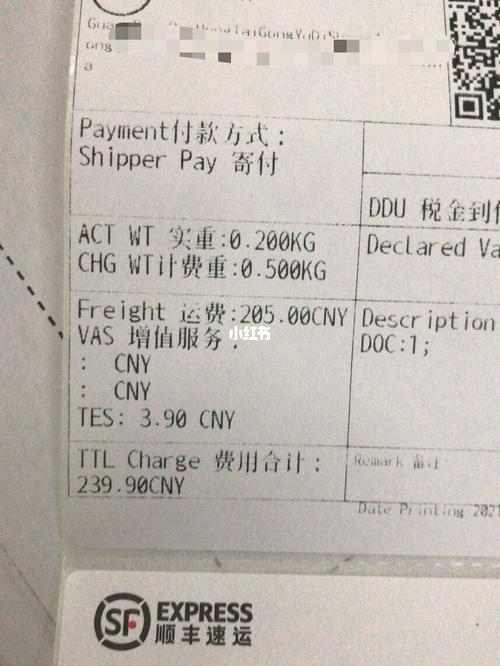 Payment付款方式:
Shipper Pay 寄付
DDU 税金到付
ACT WT 实重:0.200KG
CHG WT计费重:0.500KG
Declared Va
Freight 运费:205.00CNY
VAS 增值服务:
: CNY
: CNY
TES: 3.90 CNY
Description
DOC:1;
小红书
TTL Charge 费用合计:
239.90CNY
Remark 备注
Date Printing 2021
SF EXPRESS
顺丰速运